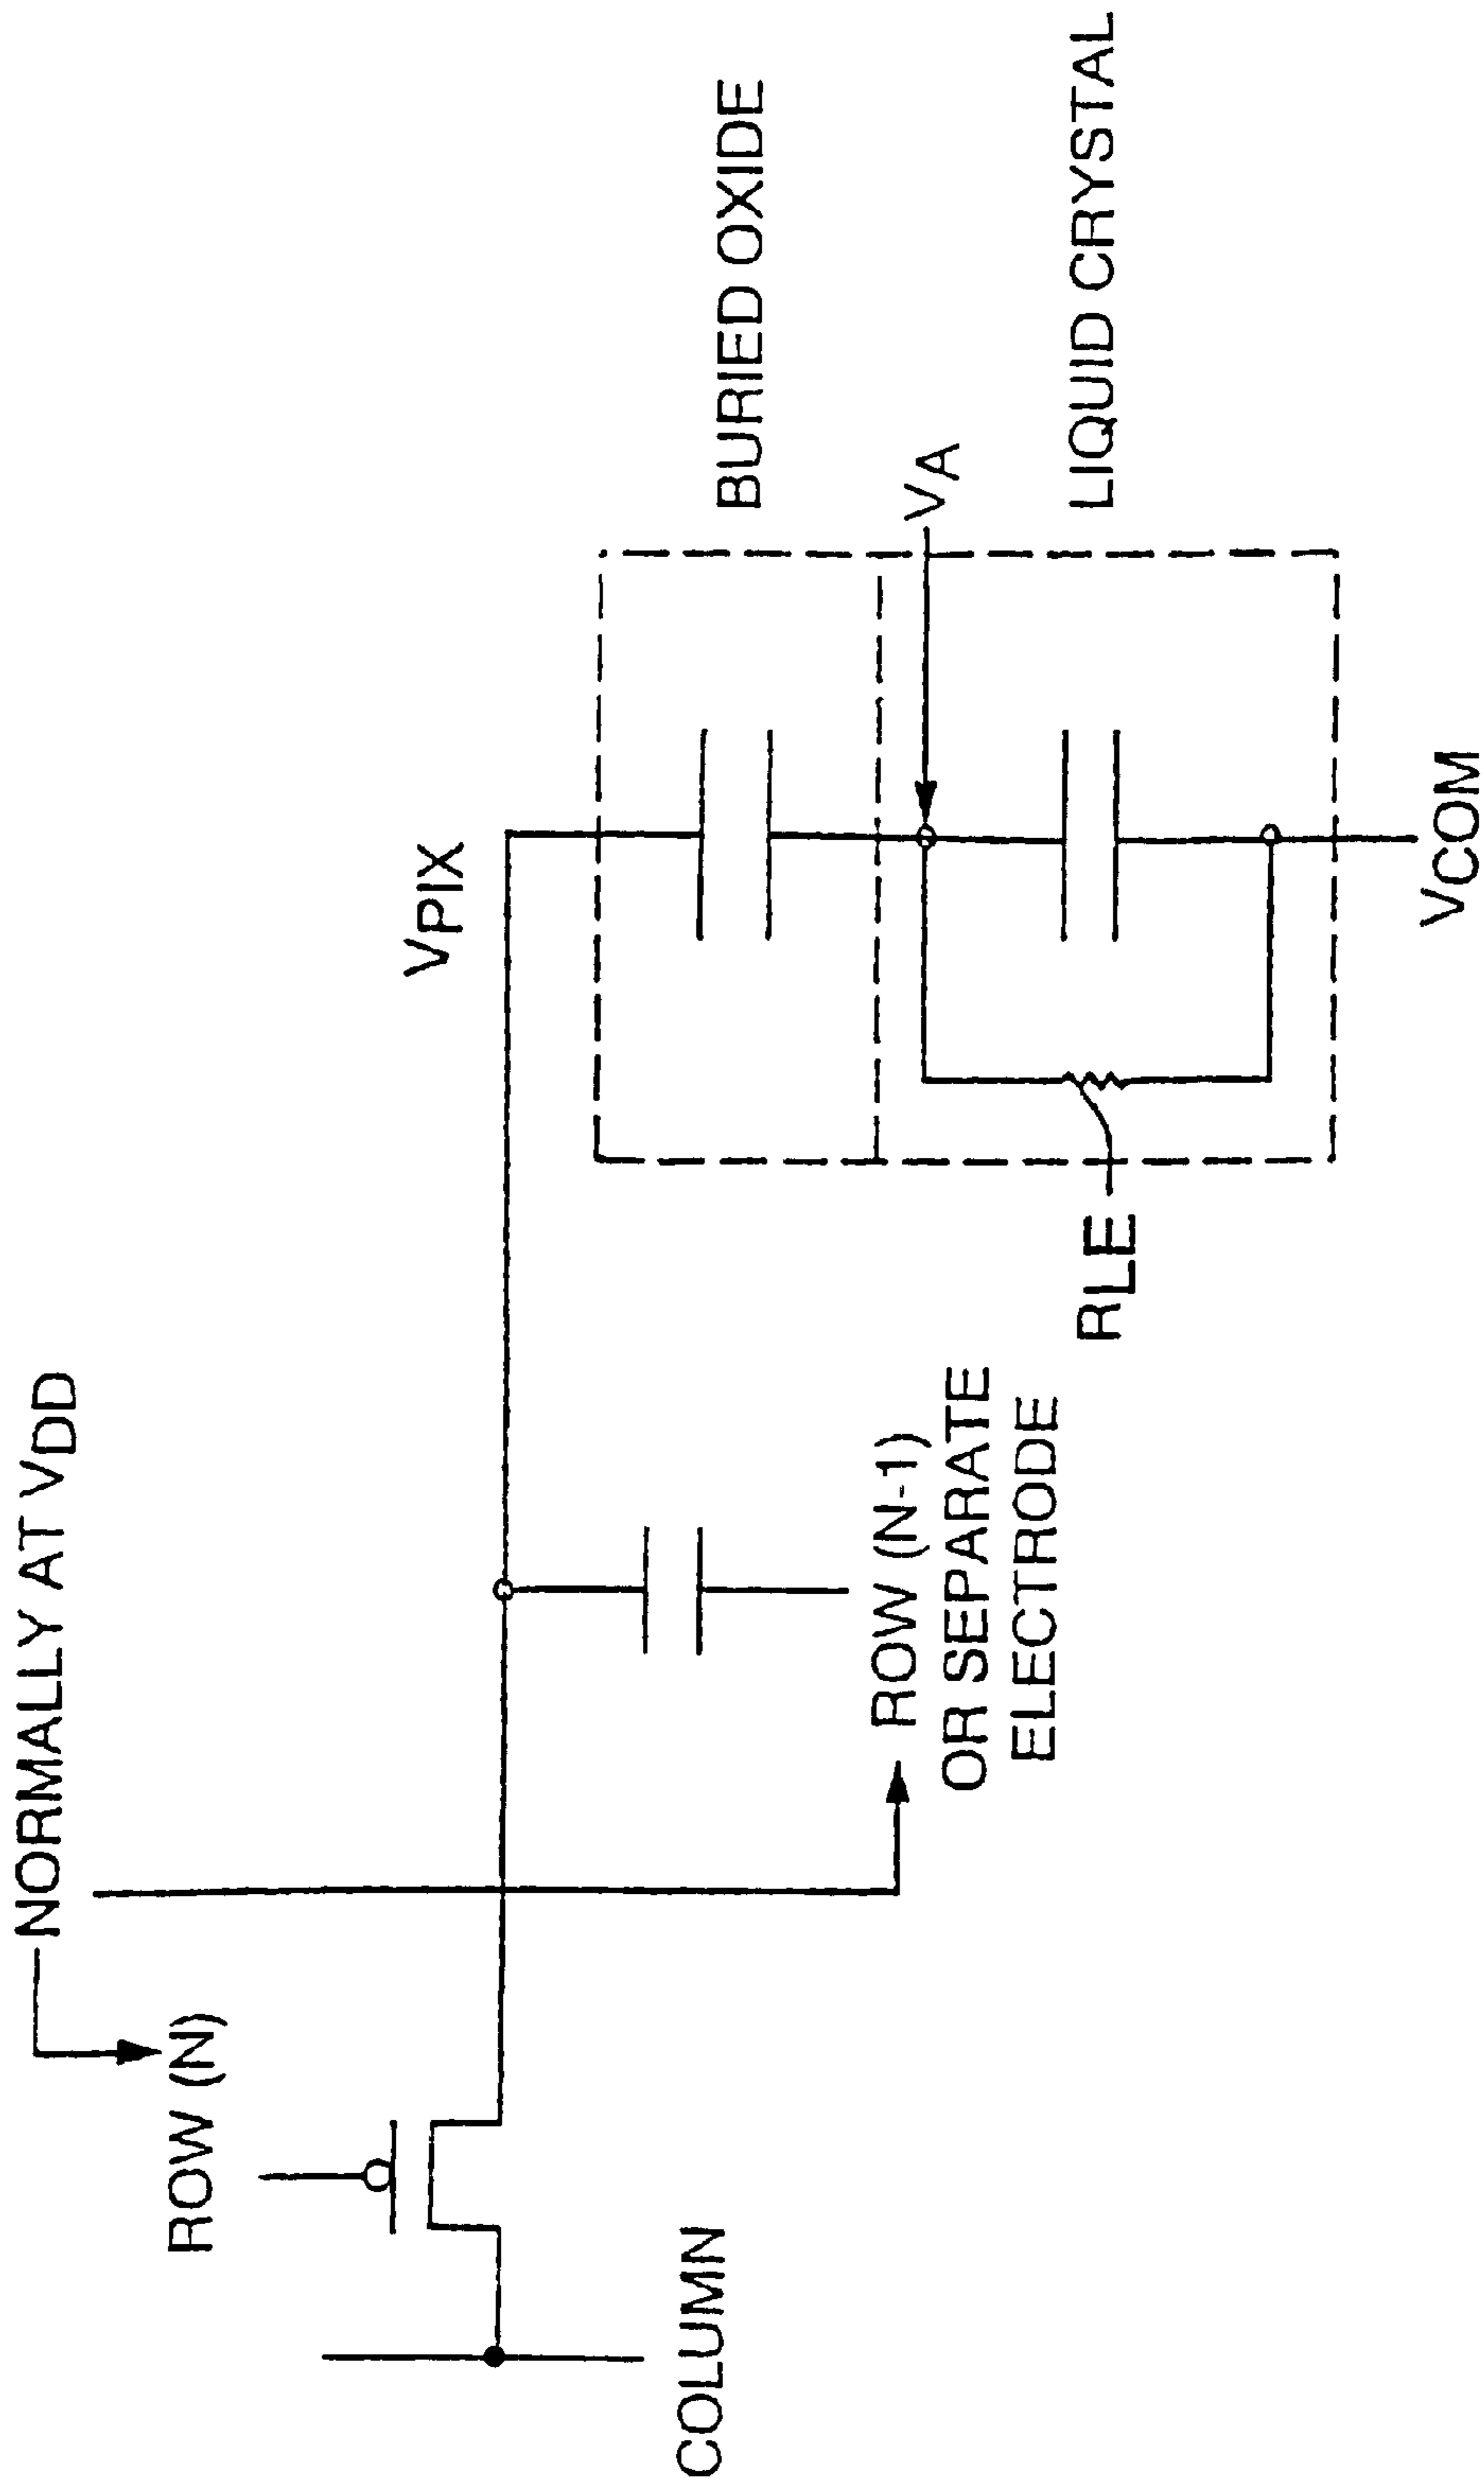 NORMALLY AT VDD
ROW (N)
COLUMN
VPIX
BURIED OXIDE
VA
LIQUID CRYSTAL
ROW (N-1)
OR SEPARATE
ELECTRODE
RLE
VCOM